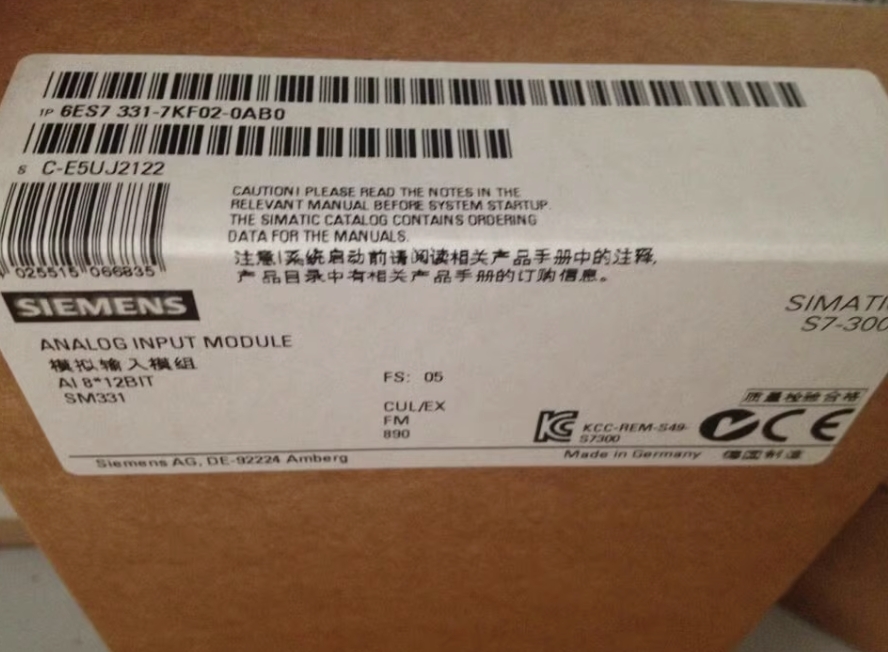 1P 6ES7 331-7KF02-0AB0
S C-E5UJ2122
CAUTION! PLEASE READ THE NOTES IN THE
RELEVANT MANUAL BEFORE SYSTEM STARTUP.
THE SIMATIC CATALOG CONTAINS ORDERING
DATA FOR THE MANUALS.
注意!系统启动前请阅读相关产品手册中的注释,
产品目录中有相关产品手册的订购信息。
025515 066835
SIEMENS
SIMATI
S7-300
ANALOG INPUT MODULE
模拟输入模组
AI 8*12BIT
SM331
FS: 05
CUL/EX
FM
890
质量检验合格
KCC-REM-S49-
S7300
CE
Siemens AG, DE-92224 Amberg
Made in Germany 德国制造